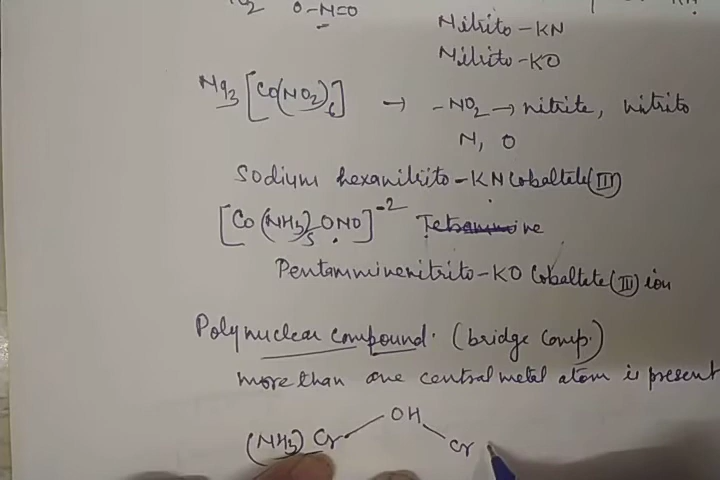 O-N=O
Nitrito-KN
Nitrito-KO
Na3 [Co(NO2)6] → -NO2 → nitrite, nitrito
N, O
Sodium hexanitrito-KN Cobaltate(III)
[Co(NH3)5 ONO]-2
Pentamminenitrito-KO Cobaltate(III) ion
Polynuclear compound. (bridge Comp.)
more than one central metal atom is present
OH
(NH3) Cr Cr